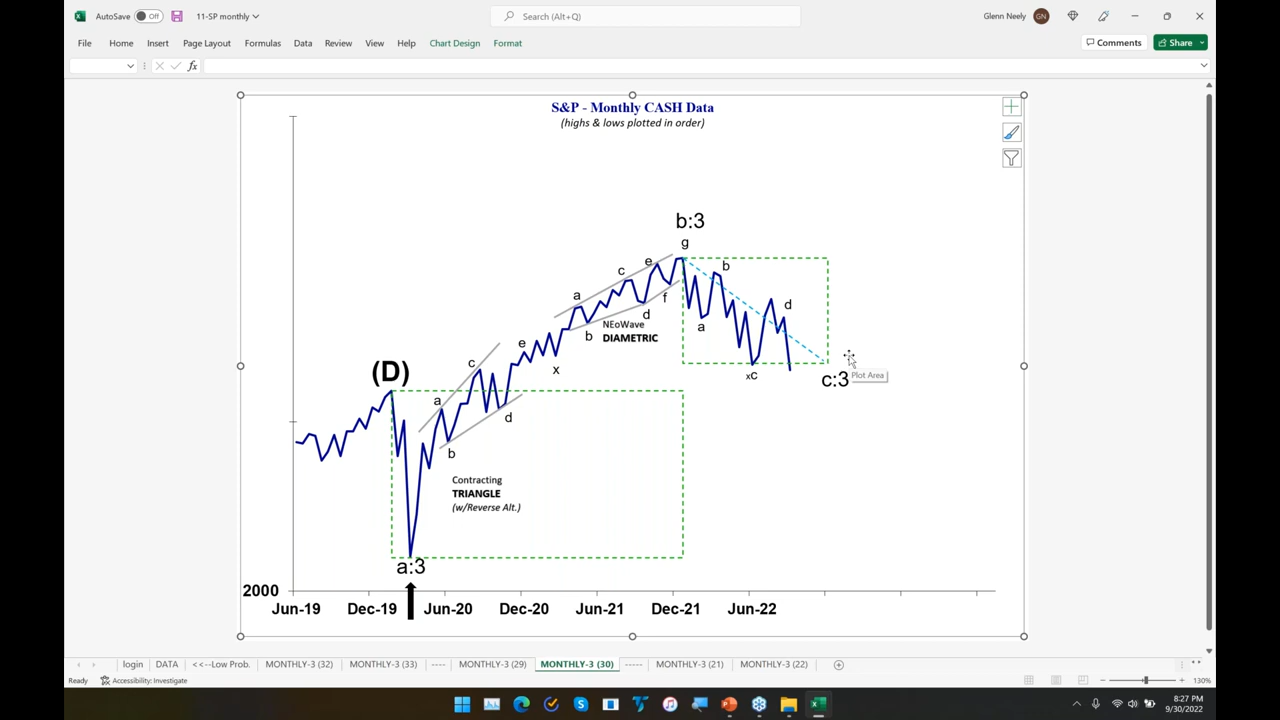 AutoSave Off 11-SP monthly Search (Alt+Q) Glenn Neely GN
File Home Insert Page Layout Formulas Data Review View Help Chart Design Format Comments Share
fx
S&P - Monthly CASH Data
(highs & lows plotted in order)
b:3
g
b
e
c
a
d
f
d
b
NEoWave
DIAMETRIC
a
e
x
c
(D)
xc
c:3
Plot Area
a
d
b
Contracting
TRIANGLE
(w/Reverse Alt.)
a:3
2000
Jun-19 Dec-19 Jun-20 Dec-20 Jun-21 Dec-21 Jun-22
login DATA <<--Low Prob. MONTHLY-3 (32) MONTHLY-3 (33) ---- MONTHLY-3 (29) MONTHLY-3 (30) ----- MONTHLY-3 (21) MONTHLY-3 (22)
Ready Accessibility: Investigate 130%
8:27 PM
9/30/2022